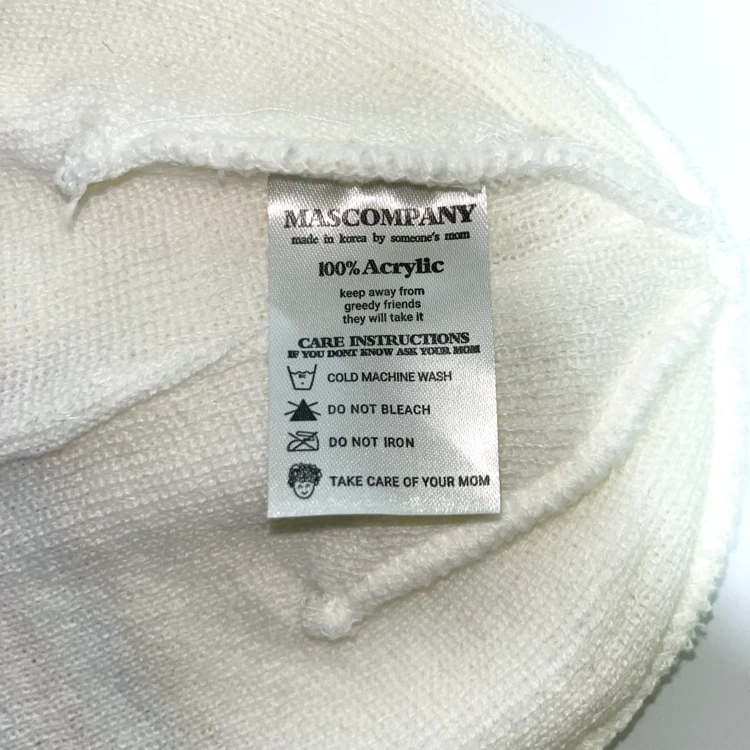 MASCOMPANY
made in korea by someone's mom
100% Acrylic
keep away from
greedy friends
they will take it
CARE INSTRUCTIONS
IF YOU DONT KNOW ASK YOUR MOM
COLD MACHINE WASH
DO NOT BLEACH
DO NOT IRON
TAKE CARE OF YOUR MOM